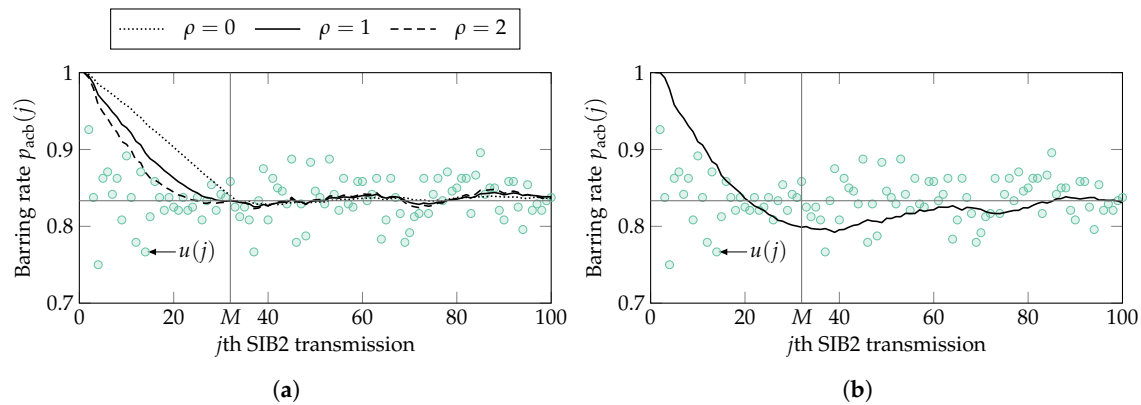 ρ = 0 ρ = 1 ρ = 2
Barring rate p_acb(j)
1
0.9
0.8
0.7
u(j)
0 20 M 40 60 80 100
jth SIB2 transmission
(a)
Barring rate p_acb(j)
1
0.9
0.8
0.7
u(j)
0 20 M 40 60 80 100
jth SIB2 transmission
(b)